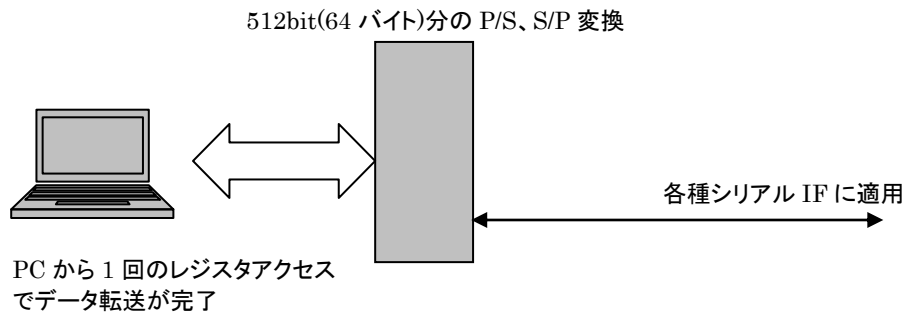 512bit(64 バイト)分の P/S、S/P 変換
各種シリアル IF に適用
PC から 1 回のレジスタアクセス
でデータ転送が完了